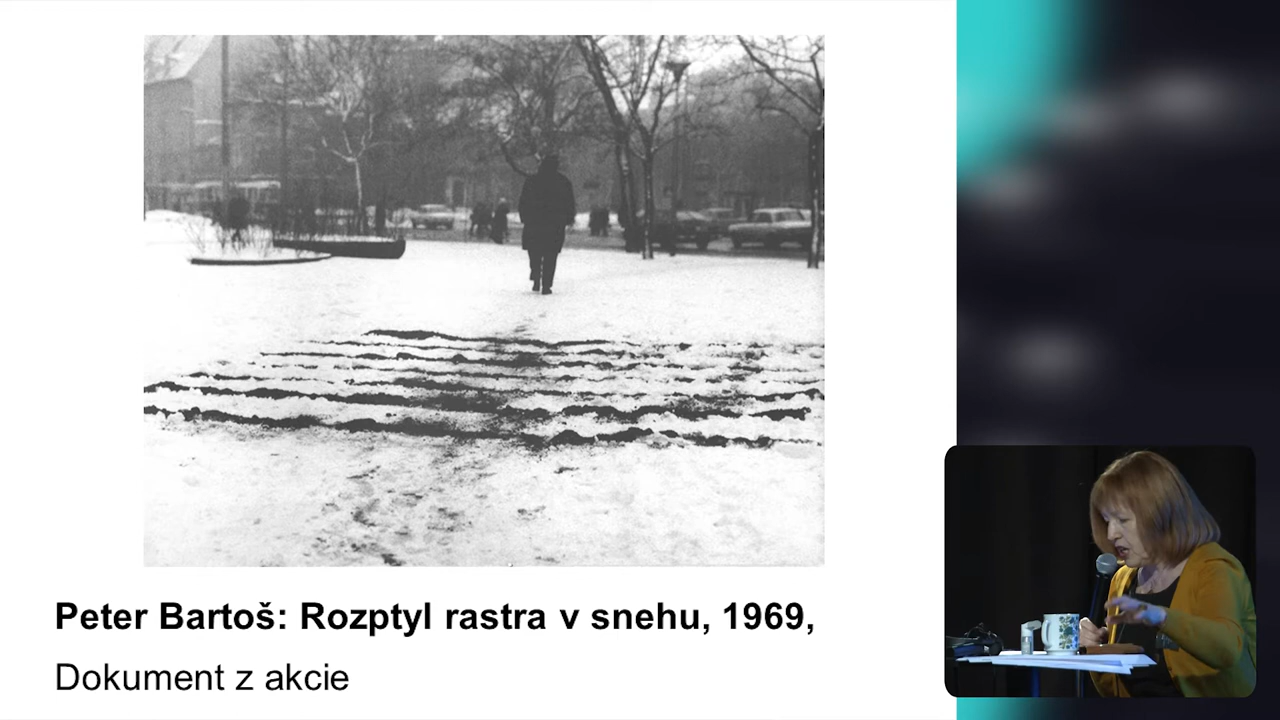 Peter Bartoš: Rozptyl rastra v snehu, 1969,
Dokument z akcie